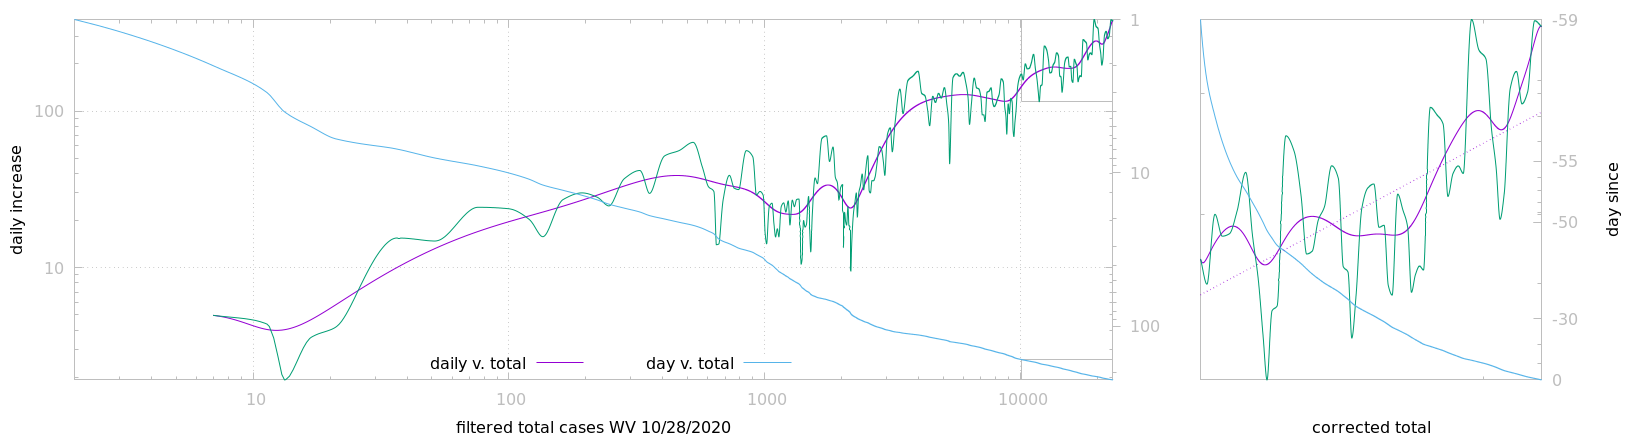 daily increase
100
10
1
10
100
daily v. total
day v. total
10
100
1000
10000
filtered total cases WV 10/28/2020
-59
-55
-50
-30
0
day since
corrected total